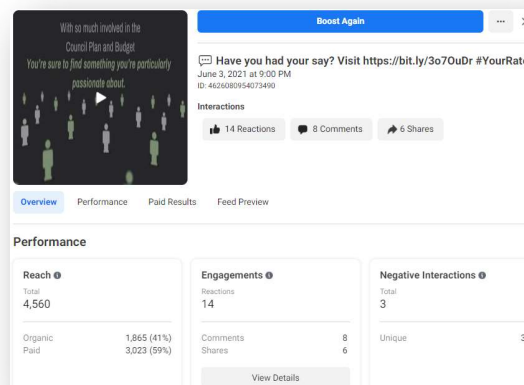 With so much involved in the
Council Plan and Budget
You're sure to find something you're particularly
passionate about.
Boost Again
💬 Have you had your say? Visit https://bit.ly/3o7OuDr #YourRate
June 3, 2021 at 9:00 PM
ID: 4626080954073490
Interactions
14 Reactions
8 Comments
6 Shares
Overview
Performance
Paid Results
Feed Preview
Performance
Reach
Total
4,560
Organic 1,865 (41%)
Paid 3,023 (59%)
Engagements
Reactions
14
Comments 8
Shares 6
View Details
Negative Interactions
Total
3
Unique 3